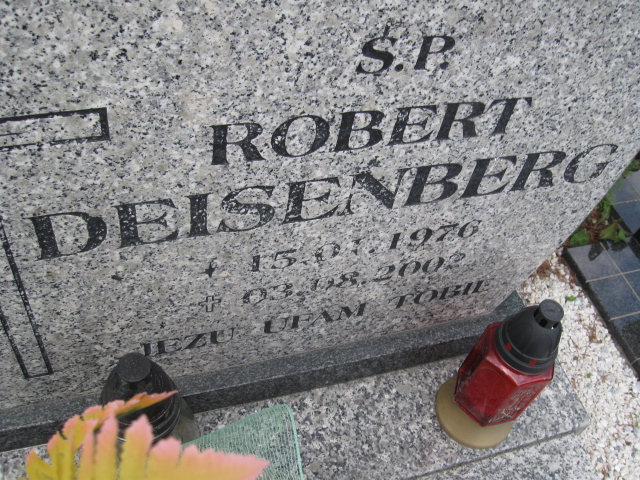 Ś.P.
ROBERT
DEISENBERG
* 15.01.1976
+ 03.08.2002
JEZU UFAM TOBIE